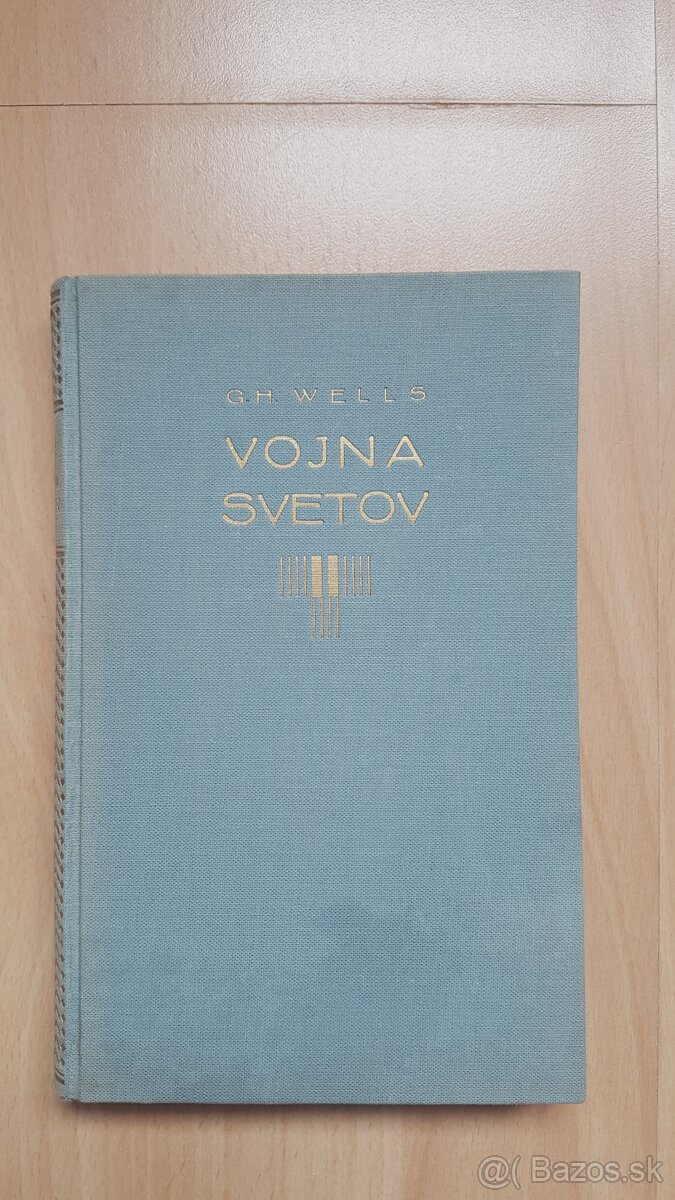 G.H. WELLS
VOJNA
SVETOV
@( Bazos.sk